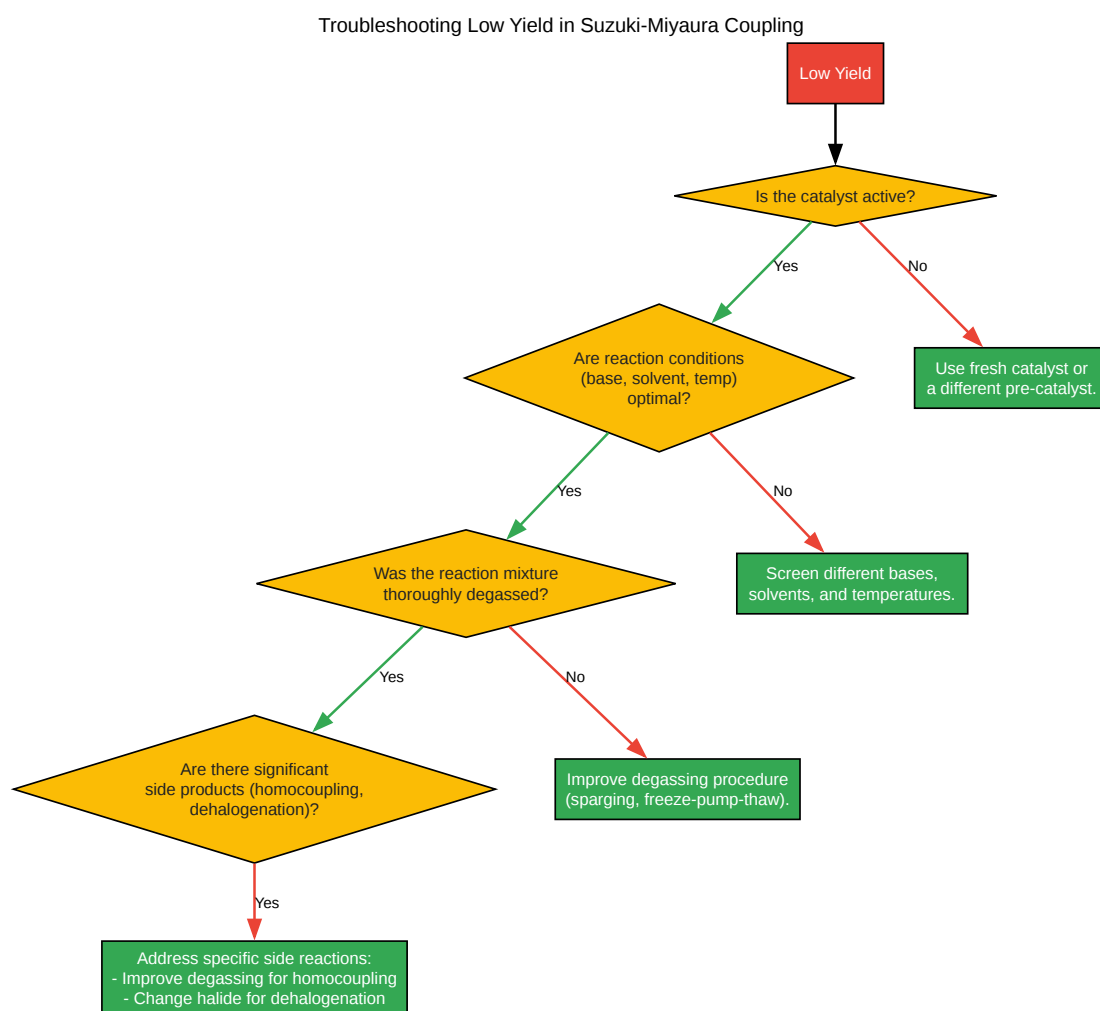 Troubleshooting Low Yield in Suzuki-Miyaura Coupling
Low Yield
Is the catalyst active?
Yes
No
Are reaction conditions
(base, solvent, temp)
optimal?
Use fresh catalyst or
a different pre-catalyst.
Yes
No
Was the reaction mixture
thoroughly degassed?
Screen different bases,
solvents, and temperatures.
Yes
No
Are there significant
side products (homocoupling,
dehalogenation)?
Improve degassing procedure
(sparging, freeze-pump-thaw).
Yes
Address specific side reactions:
- Improve degassing for homocoupling
- Change halide for dehalogenation